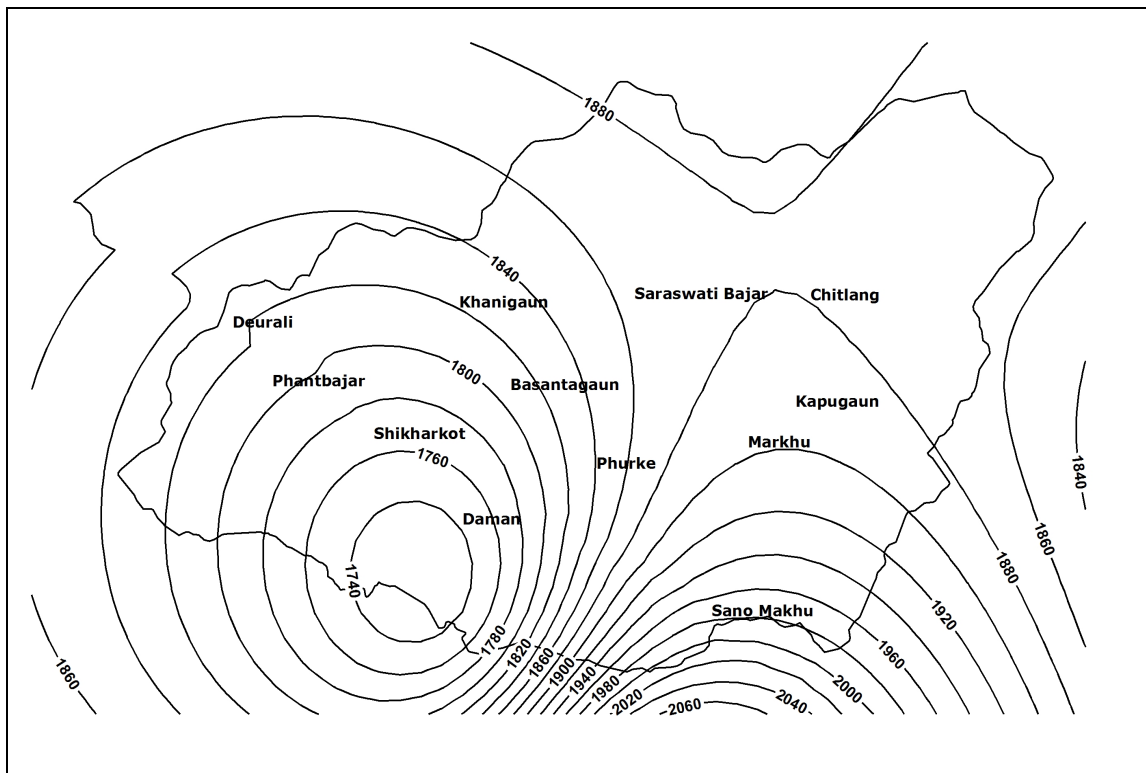 1880
1840
Khanigaun
Saraswati Bajar
Chitlang
Deurali
1800
Phantbajar
Basantagaun
Kapugaun
Shikharkot
Markhu
1760
Phurke
1840
Daman
1860
1880
1740
Sano Makhu
1920
1780
1820
1860
1900
1940
1980
2020
2060
1960
2000
2040
1860